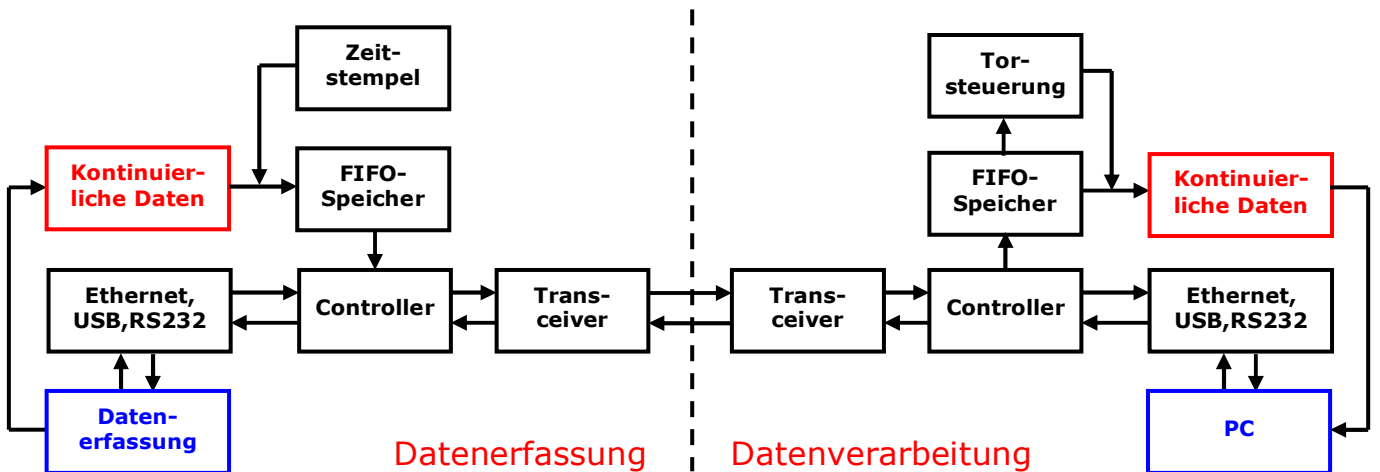 Zeit-
stempel
Kontinuier-
liche Daten
FIFO-
Speicher
Ethernet,
USB,RS232
Controller
Trans-
ceiver
Daten-
erfassung
Datenerfassung
Tor-
steuerung
FIFO-
Speicher
Kontinuier-
liche Daten
Trans-
ceiver
Controller
Ethernet,
USB,RS232
PC
Datenverarbeitung